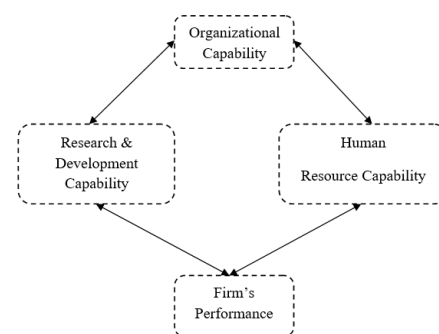 Organizational
Capability
Research &
Development
Capability
Human
Resource Capability
Firm’s
Performance